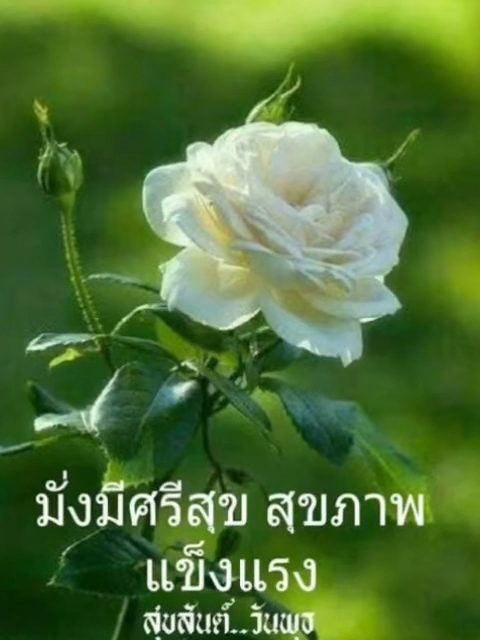 มั่งมีศรีสุข สุขภาพ
แข็งแรง
สุขสันต์..วันพุธ